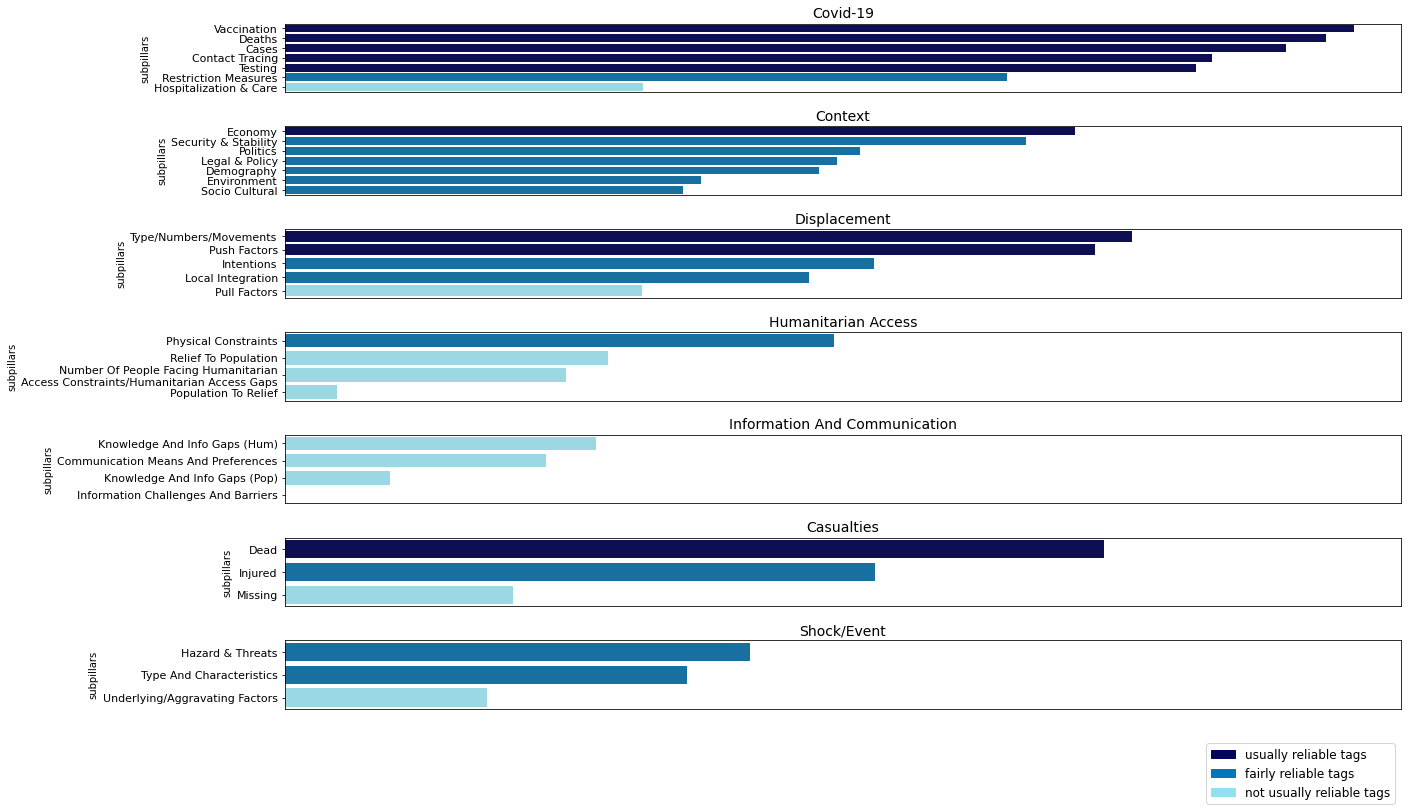 Covid-19
subpillars
Vaccination
Deaths
Cases
Contact Tracing
Testing
Restriction Measures
Hospitalization & Care
Context
subpillars
Economy
Security & Stability
Politics
Legal & Policy
Demography
Environment
Socio Cultural
Displacement
subpillars
Type/Numbers/Movements
Push Factors
Intentions
Local Integration
Pull Factors
Humanitarian Access
subpillars
Physical Constraints
Relief To Population
Number Of People Facing Humanitarian
Access Constraints/Humanitarian Access Gaps
Population To Relief
Information And Communication
subpillars
Knowledge And Info Gaps (Hum)
Communication Means And Preferences
Knowledge And Info Gaps (Pop)
Information Challenges And Barriers
Casualties
subpillars
Dead
Injured
Missing
Shock/Event
subpillars
Hazard & Threats
Type And Characteristics
Underlying/Aggravating Factors
usually reliable tags
fairly reliable tags
not usually reliable tags